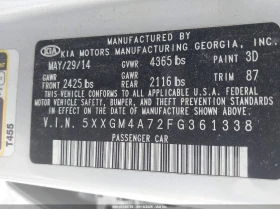 MANUFACTURED BY
KIA KIA MOTORS MANUFACTURING GEORGIA, INC.
MAY/29/14 GVWR 4365 lbs PAINT 3D
GAWR FRONT 2425 lbs GAWR REAR 2116 lbs TRIM 87
THIS VEHICLE CONFORMS TO ALL APPLICABLE FEDERAL
MOTOR VEHICLE SAFETY, BUMPER, AND THEFT PREVENTION
STANDARDS IN EFFECT ON THE DATE OF MANUFACTURE SHOWN ABOVE.
V.I.N. 5XXGM4A72FG361338
PASSENGER CAR
T455